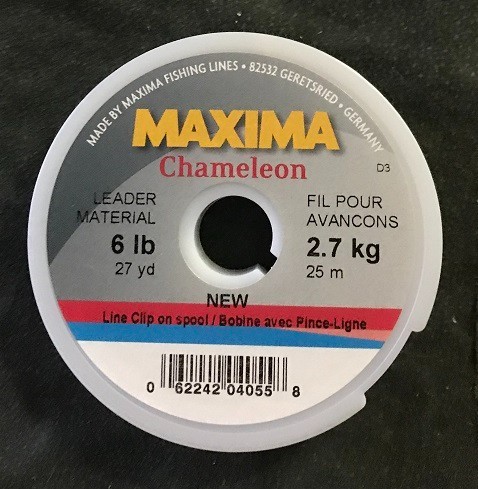 MADE BY MAXIMA FISHING LINES • 82532 GERETSRIED • GERMANY
MAXIMA
Chameleon
D3
LEADER
MATERIAL
6 lb
27 yd
FIL POUR
AVANCONS
2.7 kg
25 m
NEW
Line Clip on spool / Bobine avec Pince-Ligne
0 62242 04055 8